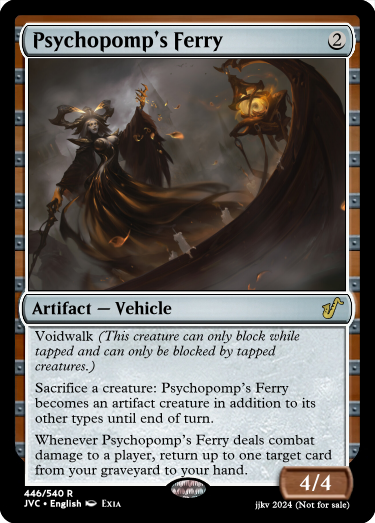 Psychopomp's Ferry
2
Artifact — Vehicle
Voidwalk (This creature can only block while
tapped and can only be blocked by tapped
creatures.)
Sacrifice a creature: Psychopomp's Ferry
becomes an artifact creature in addition to its
other types until end of turn.
Whenever Psychopomp's Ferry deals combat
damage to a player, return up to one target card
from your graveyard to your hand.
4/4
446/540 R
JVC • English Exia
jjkv 2024 (Not for sale)